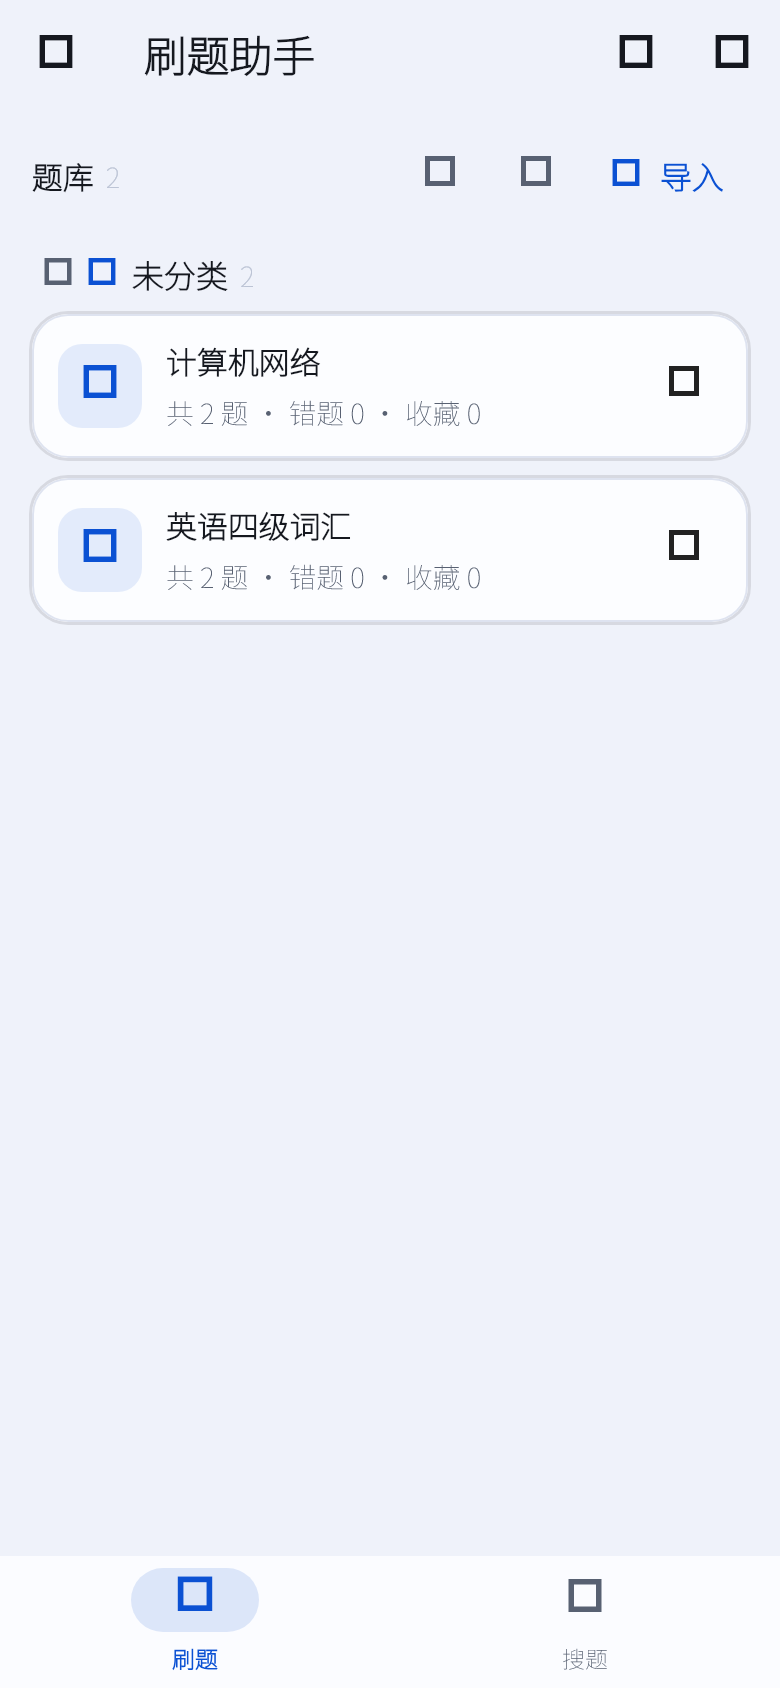 刷题助手
题库 2
导入
未分类 2
计算机网络
共 2 题 · 错题 0 · 收藏 0
英语四级词汇
共 2 题 · 错题 0 · 收藏 0
刷题
搜题